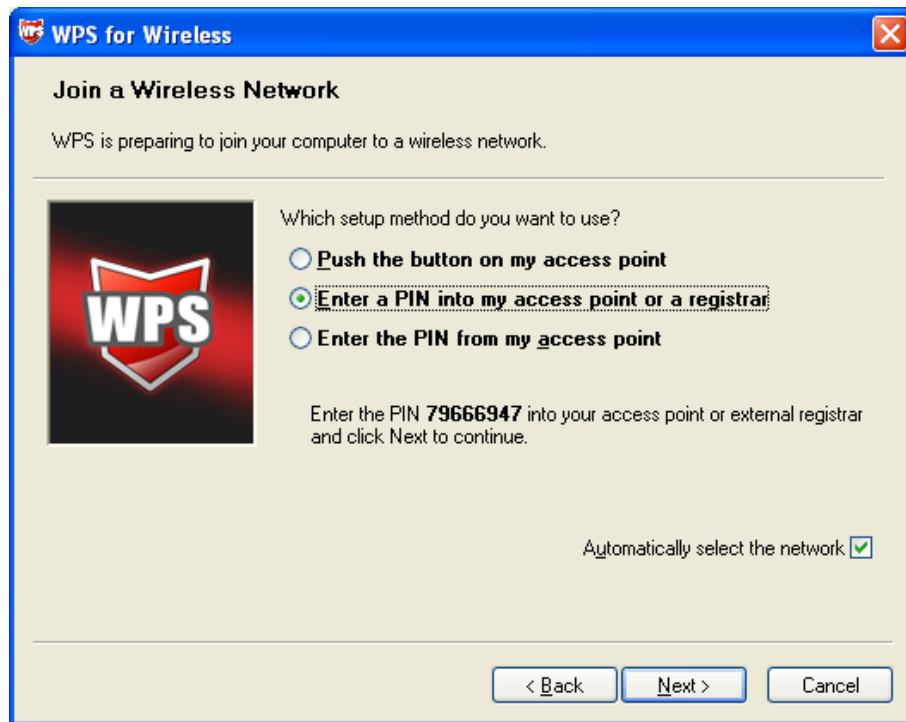 WPS for Wireless
Join a Wireless Network
WPS is preparing to join your computer to a wireless network.
WPS
Which setup method do you want to use?
Push the button on my access point
Enter a PIN into my access point or a registrar
Enter the PIN from my access point
Enter the PIN 79666947 into your access point or external registrar
and click Next to continue.
Automatically select the network
< Back
Next >
Cancel